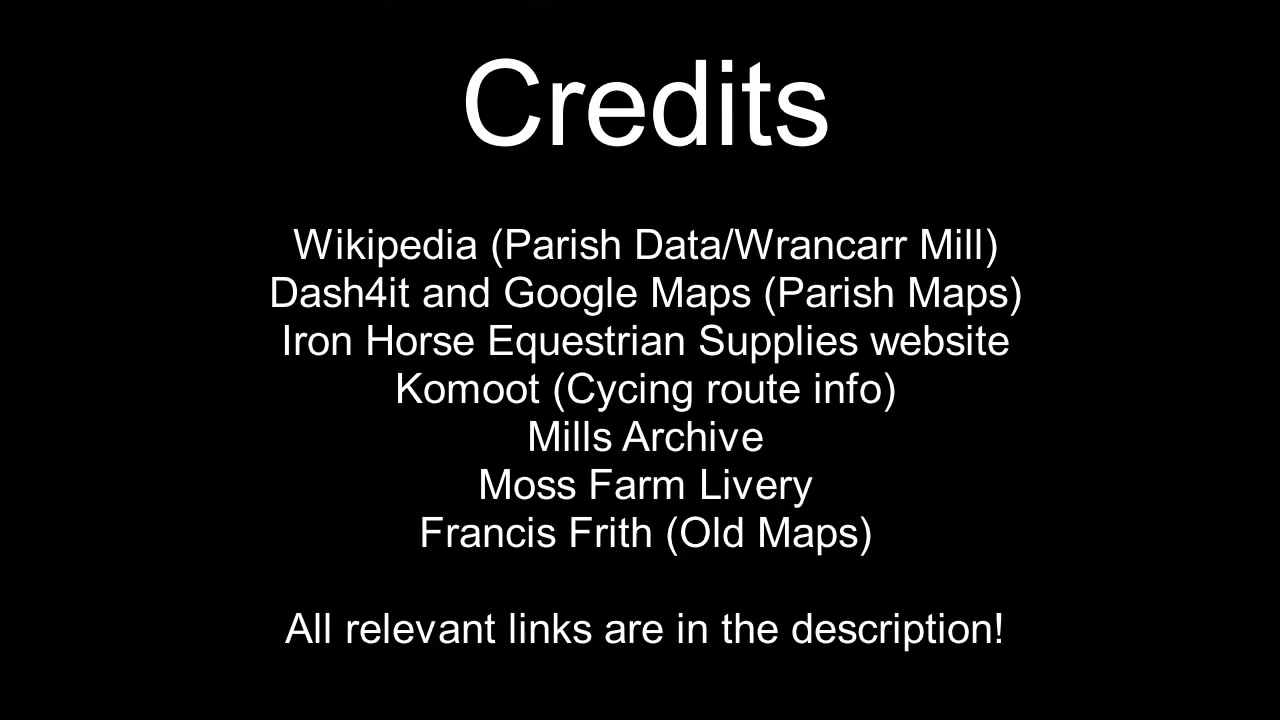 Credits
Wikipedia (Parish Data/Wrancarr Mill)
Dash4it and Google Maps (Parish Maps)
Iron Horse Equestrian Supplies website
Komoot (Cycing route info)
Mills Archive
Moss Farm Livery
Francis Frith (Old Maps)
All relevant links are in the description!